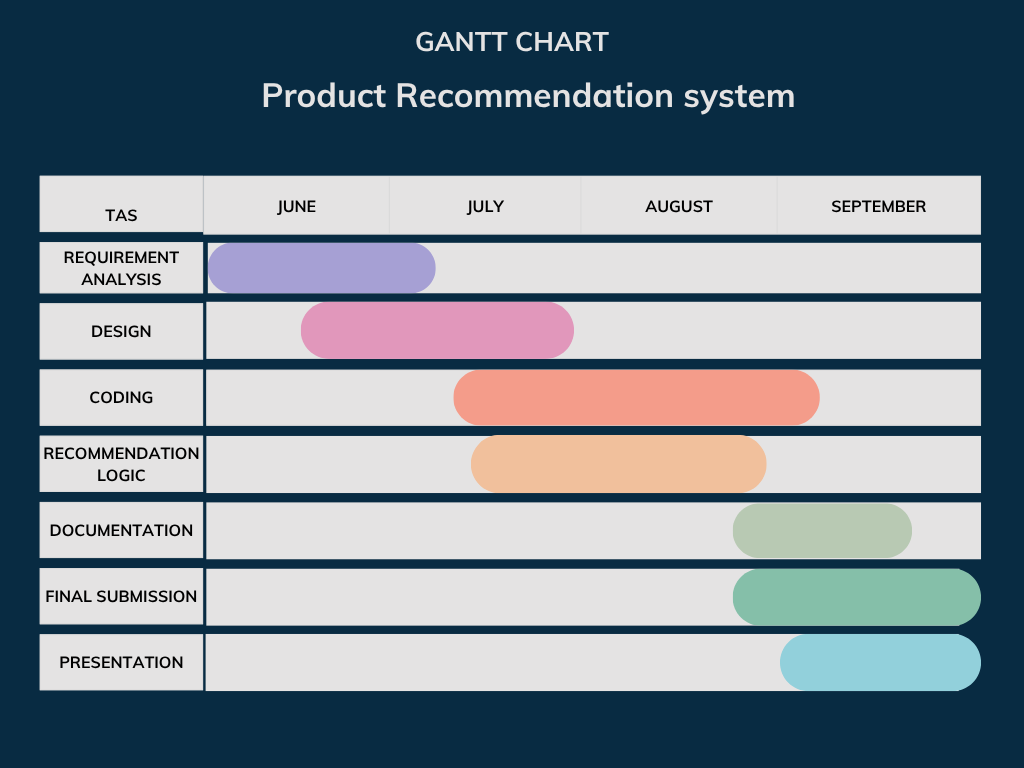 GANTT CHART
Product Recommendation system
TAS
JUNE
JULY
AUGUST
SEPTEMBER
REQUIREMENT
ANALYSIS
DESIGN
CODING
RECOMMENDATION
LOGIC
DOCUMENTATION
FINAL SUBMISSION
PRESENTATION